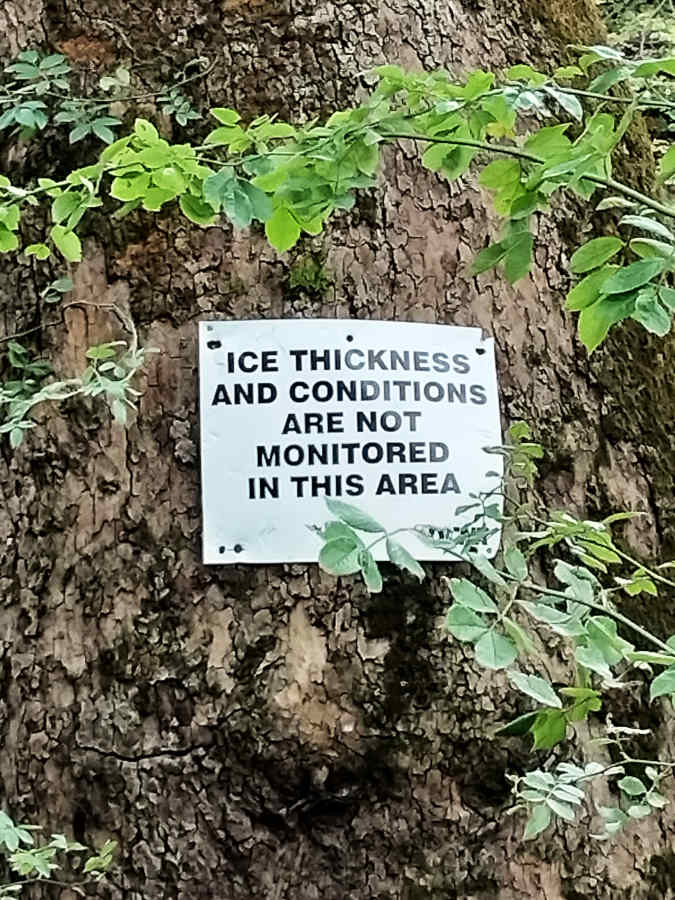 ICE THICKNESS
AND CONDITIONS
ARE NOT
MONITORED
IN THIS AREA